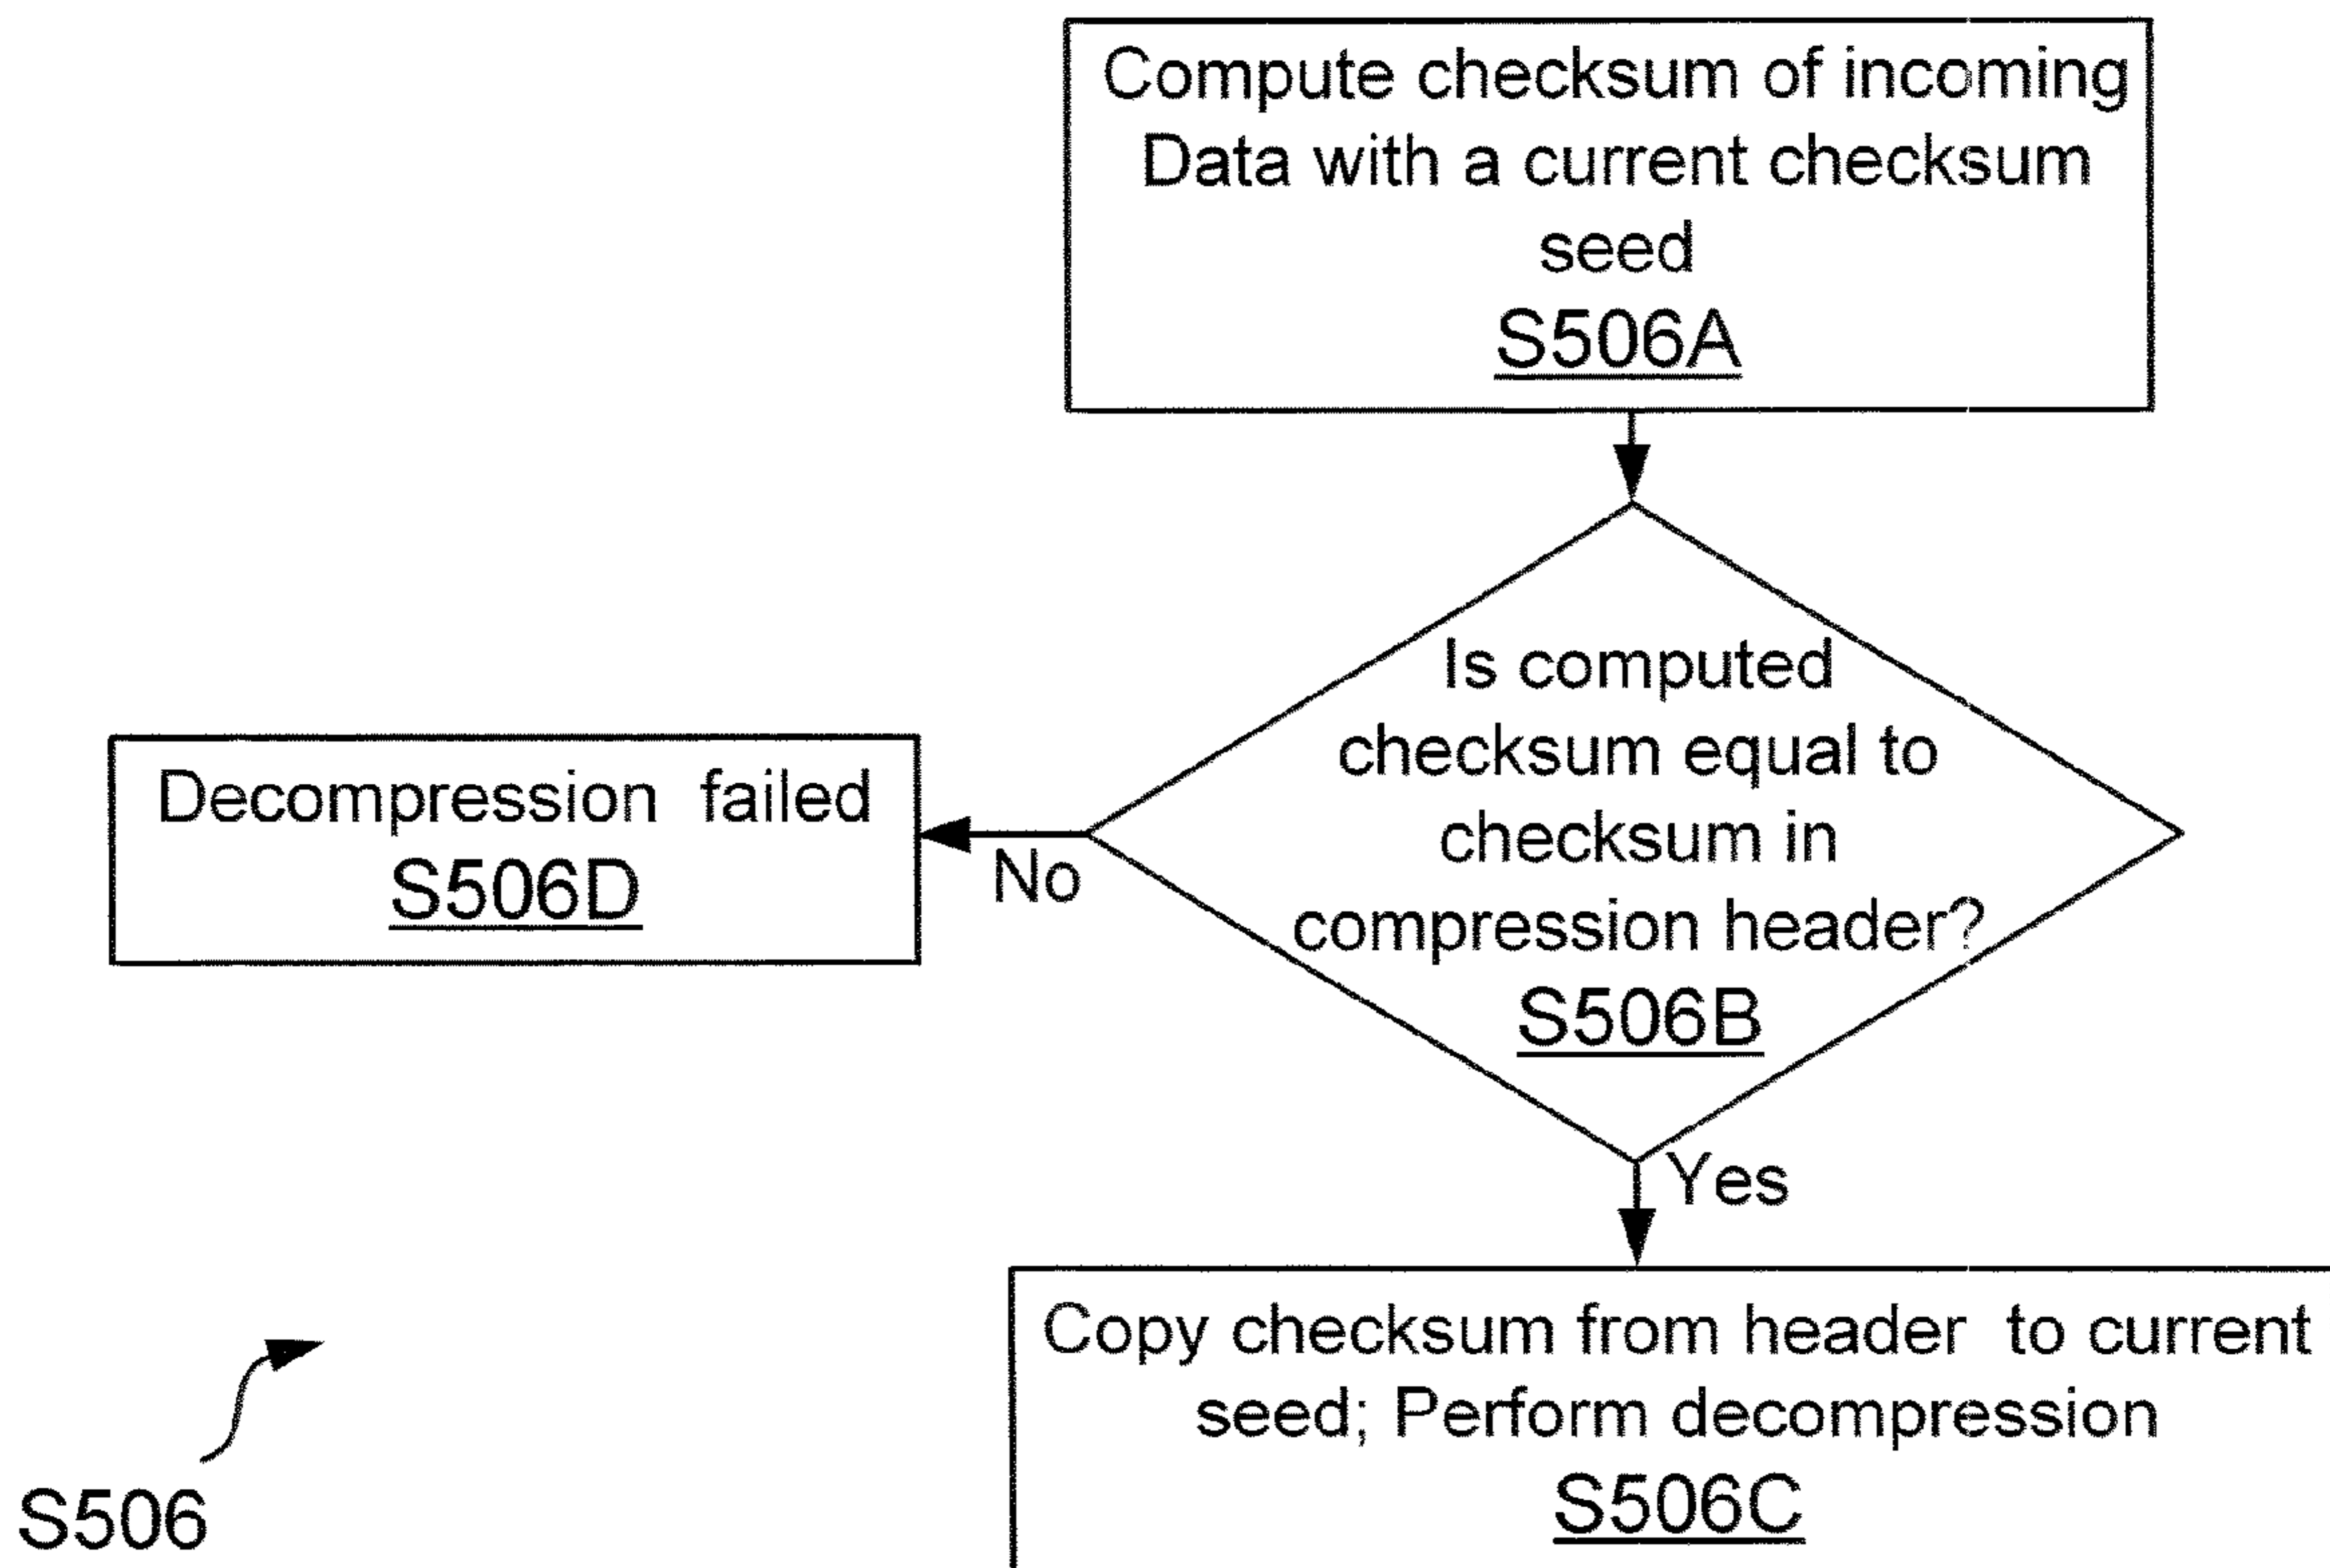 Compute checksum of incoming
Data with a current checksum
seed
S506A
Is computed
checksum equal to
checksum in
compression header?
S506B
Decompression failed
S506D
No
Yes
Copy checksum from header to current
seed; Perform decompression
S506C
S506